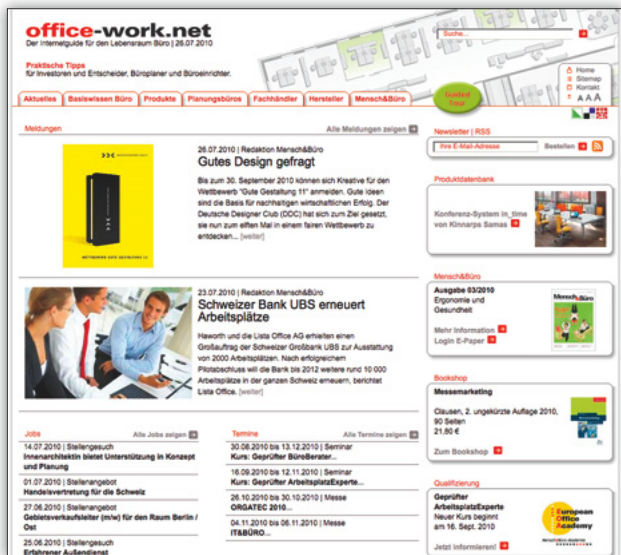 office-work.net
Der Internetguide für den Lebensraum Büro | 26.07.2010
Suche...
Praktische Tipps
für Investoren und Entscheider, Büroplaner und Büroeinrichter.
Home
Sitemap
Kontakt
A A A
Aktuelles
Basiswissen Büro
Produkte
Planungsbüros
Fachhändler
Hersteller
Mensch&Büro
Guided
Tour
Meldungen
Alle Meldungen zeigen
26.07.2010 | Redaktion Mensch&Büro
Gutes Design gefragt
Bis zum 30. September 2010 können sich Kreative für den
Wettbewerb "Gute Gestaltung 11" anmelden. Gute Ideen
sind die Basis für nachhaltigen wirtschaftlichen Erfolg. Der
Deutsche Designer Club (DDC) hat sich zum Ziel gesetzt,
sie nun zum elften Mal in einem fairen Wettbewerb zu
entdecken... [weiter]
23.07.2010 | Redaktion Mensch&Büro
Schweizer Bank UBS erneuert
Arbeitsplätze
Haworth und die Lista Office AG erhielten einen
Großauftrag der Schweizer Großbank UBS zur Ausstattung
von 2000 Arbeitsplätzen. Nach erfolgreichem
Pilotabschluss will die Bank bis 2012 weitere rund 10 000
Arbeitsplätze in der ganzen Schweiz erneuern, berichtet
Lista Office. [weiter]
Jobs
Alle Jobs zeigen
14.07.2010 | Stellengesuch
Innenarchitektin bietet Unterstützung in Konzept
und Planung
01.07.2010 | Stellenangebot
Handelsvertretung für die Schweiz
27.06.2010 | Stellenangebot
Gebietsverkaufsleiter (m/w) für den Raum Berlin /
Ost
25.06.2010 | Stellengesuch
Erfahrener Außendienst
Termine
Alle Termine zeigen
30.08.2010 bis 13.12.2010 | Seminar
Kurs: Geprüfter BüroBerater...
16.09.2010 bis 12.11.2010 | Seminar
Kurs: Geprüfter ArbeitsplatzExperte...
26.10.2010 bis 30.10.2010 | Messe
ORGATEC 2010...
04.11.2010 bis 06.11.2010 | Messe
IT&BÜRO...
Newsletter | RSS
Ihre E-Mail-Adresse
Bestellen
Produktdatenbank
Konferenz-System in_time
von Kinnarps Samas
Mensch&Büro
Ausgabe 03/2010
Ergonomie und
Gesundheit
Mehr Information
Login E-Paper
Mensch&Büro
Bookshop
Messemarketing
Clausen, 2. ungekürzte Auflage 2010,
90 Seiten
21,80 €
Zum Bookshop
Qualifizierung
Geprüfter
ArbeitsplatzExperte
Neuer Kurs beginnt
am 16. Sept. 2010
Jetzt informieren!
European
Office
Academy